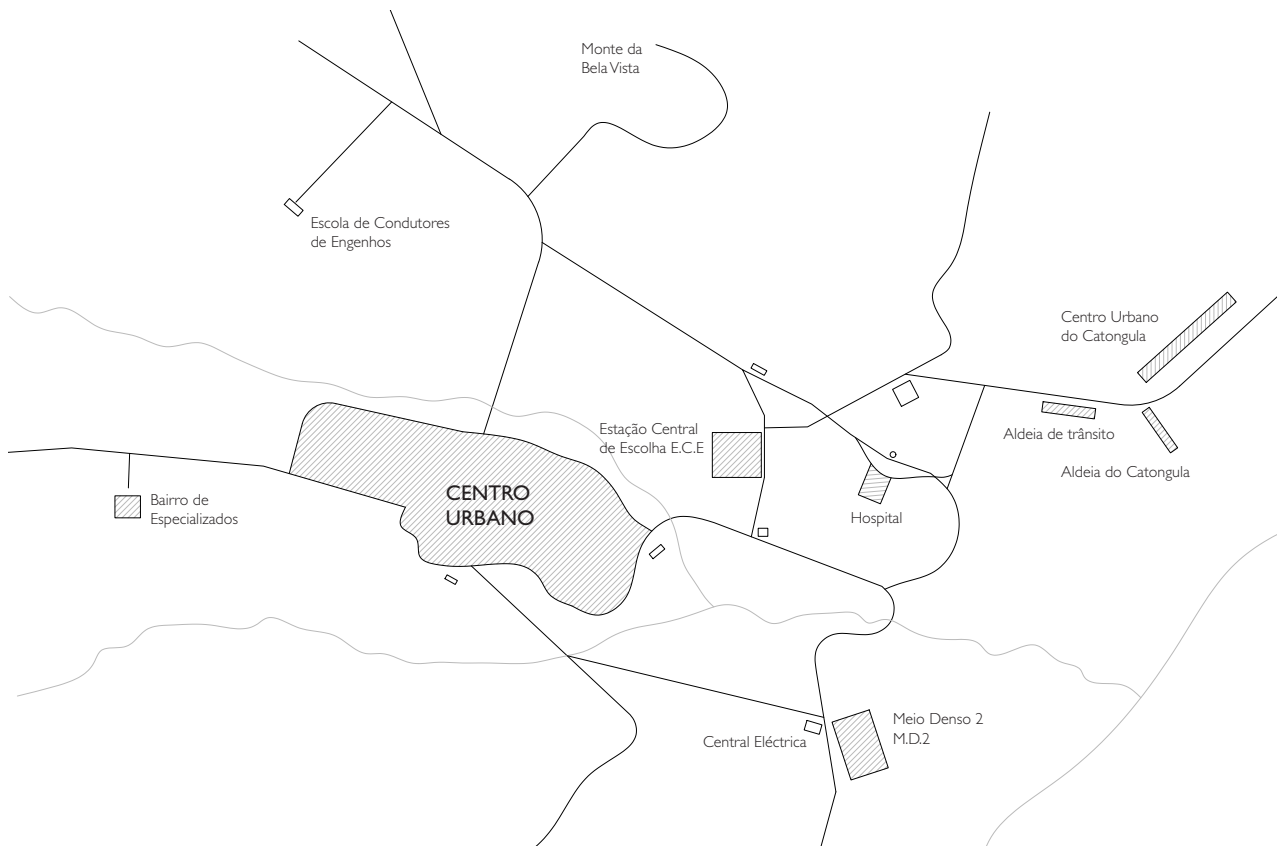 Monte da
Bela Vista
Escola de Condutores
de Engenhos
Centro Urbano
do Catongula
Estação Central
de Escolha E.C.E
Aldeia de trânsito
Aldeia do Catongula
CENTRO
URBANO
Bairro de
Especializados
Hospital
Meio Denso 2
M.D.2
Central Eléctrica